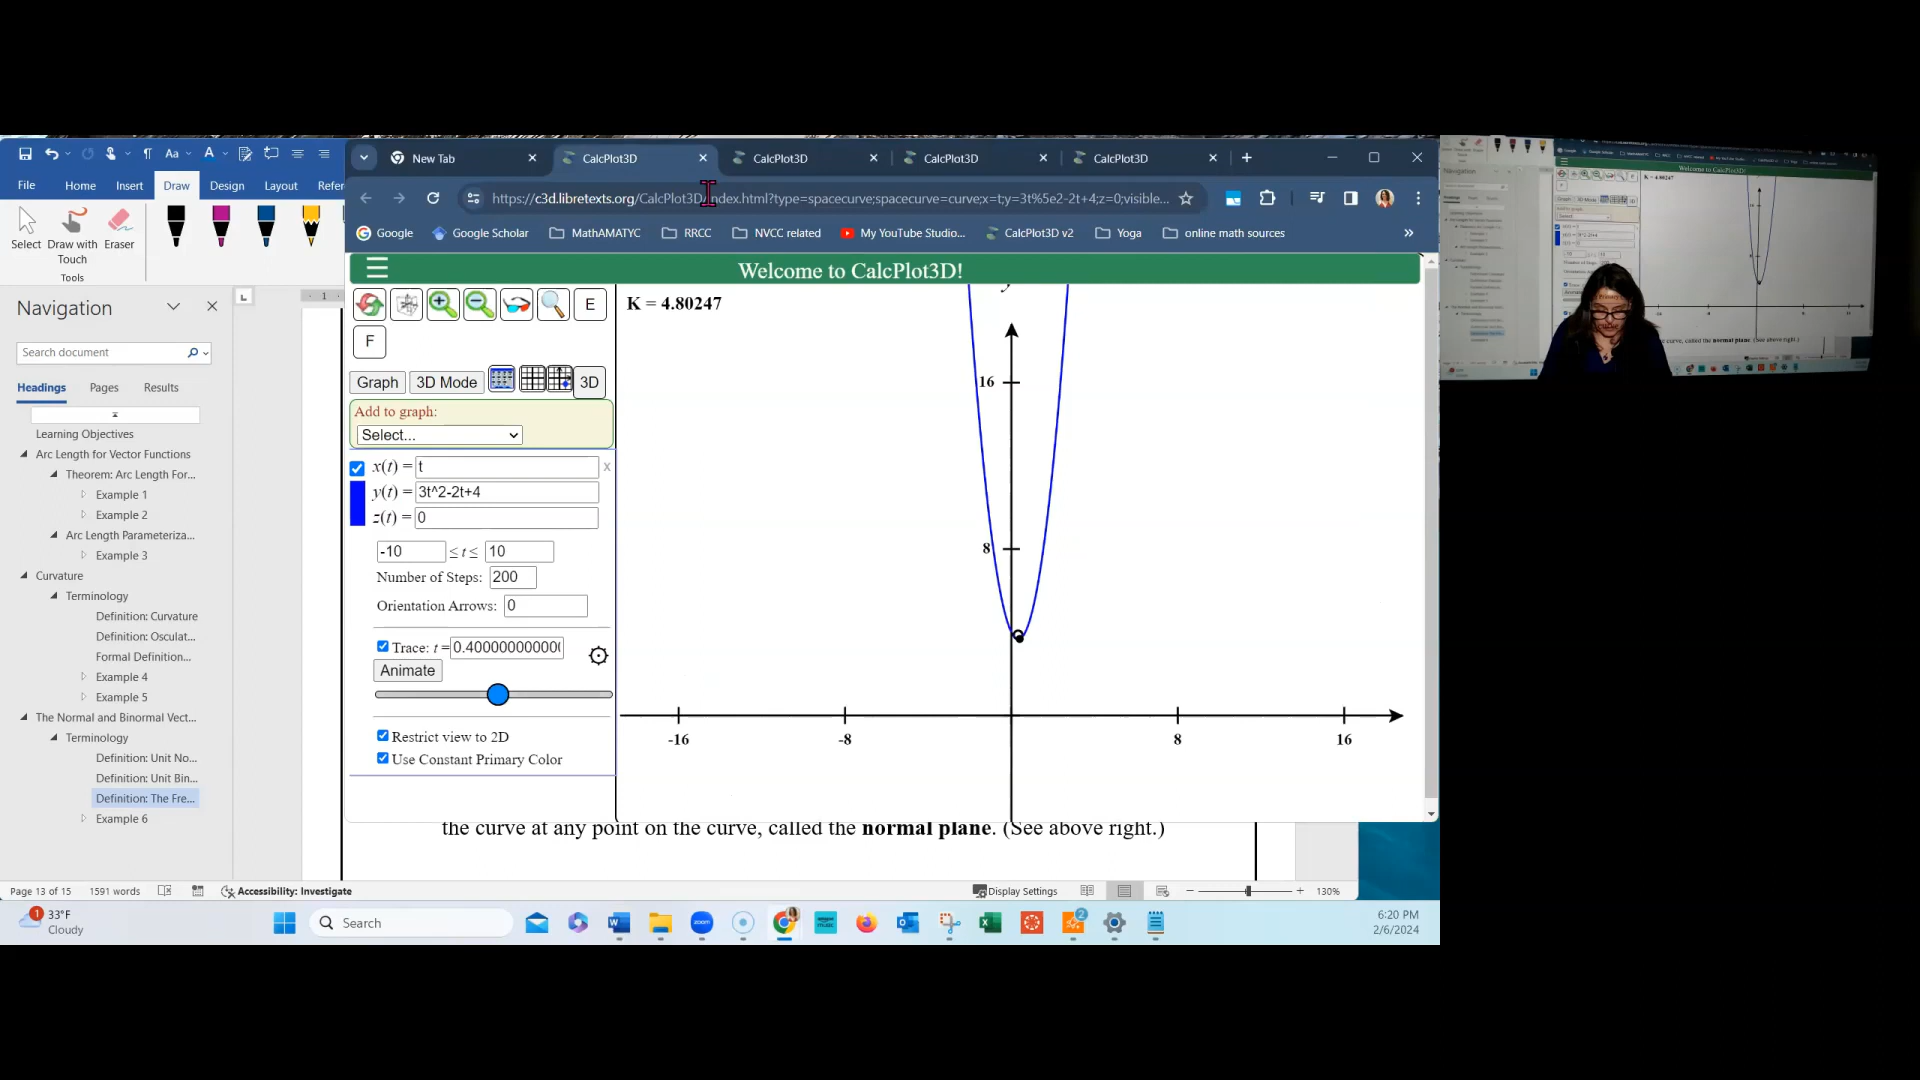 New Tab
CalcPlot3D
CalcPlot3D
CalcPlot3D
CalcPlot3D
https://c3d.libretexts.org/CalcPlot3D/index.html?type=spacecurve;spacecurve=curve;x=t;y=3t%5e2-2t+4;z=0;visible...
Google
Google Scholar
MathAMATYC
RRCC
NVCC related
My YouTube Studio...
CalcPlot3D v2
Yoga
online math sources
»
File
Home
Insert
Draw
Design
Layout
Refer
Select
Draw with Touch
Eraser
Tools
Navigation
Search document
Headings
Pages
Results
Learning Objectives
Arc Length for Vector Functions
Theorem: Arc Length For...
Example 1
Example 2
Arc Length Parameteriza...
Example 3
Curvature
Terminology
Definition: Curvature
Definition: Osculat...
Formal Definition...
Example 4
Example 5
The Normal and Binormal Vect...
Terminology
Definition: Unit No...
Definition: Unit Bin...
Definition: The Fre...
Example 6
Welcome to CalcPlot3D!
E
F
Graph
3D Mode
3D
Add to graph:
Select...
x(t) = t
x
y(t) = 3t^2-2t+4
z(t) = 0
-10 ≤ t ≤ 10
Number of Steps: 200
Orientation Arrows: 0
Trace: t = 0.40000000000(
Animate
Restrict view to 2D
Use Constant Primary Color
K = 4.80247
y
16
8
-16
-8
8
16
the curve at any point on the curve, called the normal plane. (See above right.)
Page 13 of 15
1591 words
Accessibility: Investigate
Display Settings
130%
1
33°F
Cloudy
Search
2
6:20 PM
2/6/2024